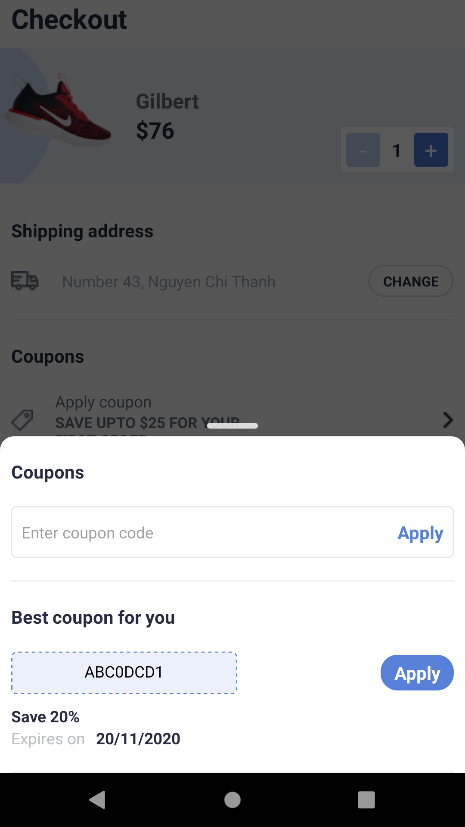 Checkout
Gilbert
$76
- 1 +
Shipping address
Number 43, Nguyen Chi Thanh
CHANGE
Coupons
Apply coupon
SAVE UPTO $25 FOR YOUR
Coupons
Enter coupon code
Apply
Best coupon for you
ABC0DCD1
Apply
Save 20%
Expires on 20/11/2020